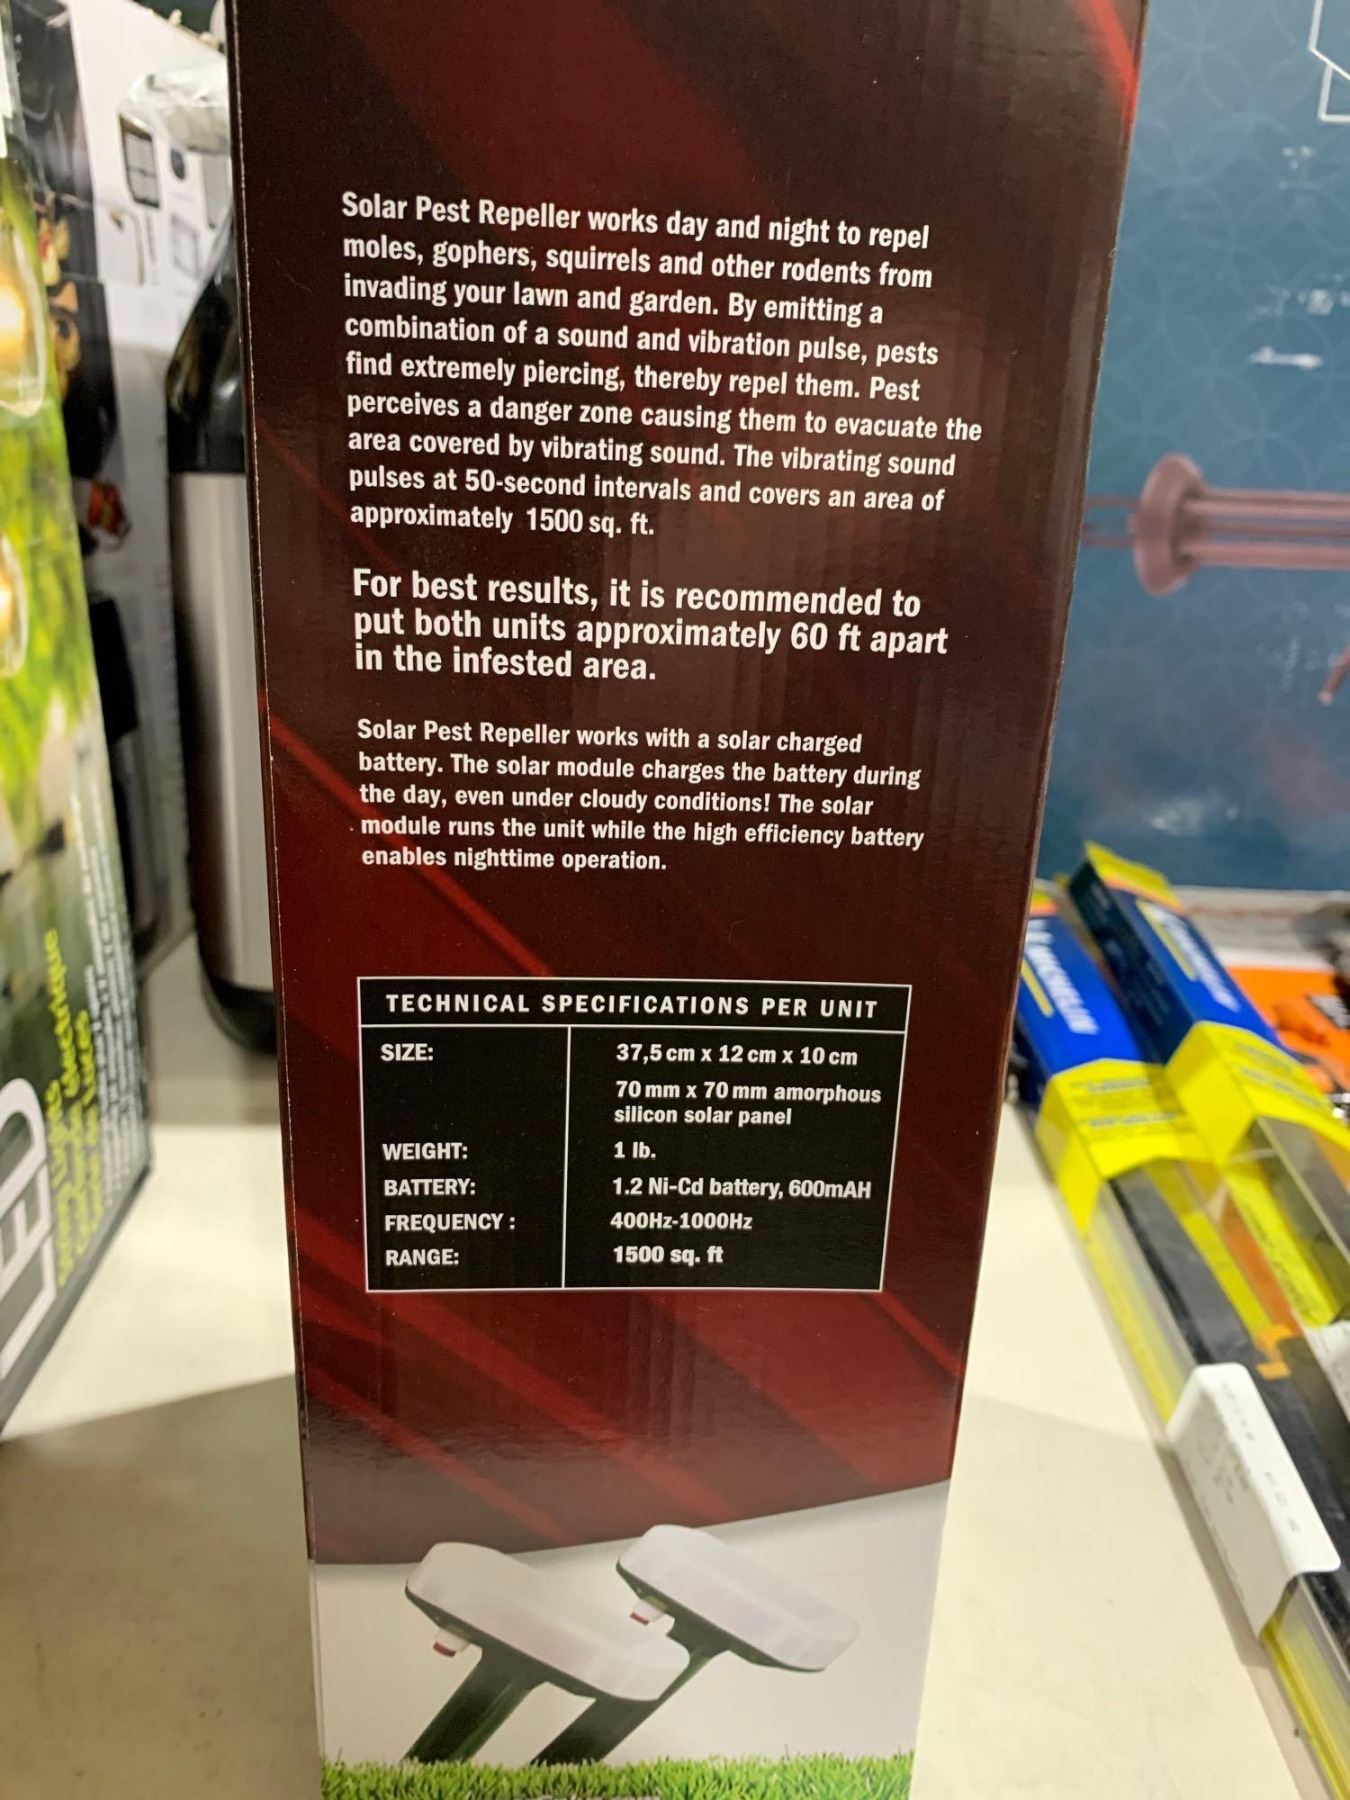 Solar Pest Repeller works day and night to repel
moles, gophers, squirrels and other rodents from
invading your lawn and garden. By emitting a
combination of a sound and vibration pulse, pests
find extremely piercing, thereby repel them. Pest
perceives a danger zone causing them to evacuate the
area covered by vibrating sound. The vibrating sound
pulses at 50-second intervals and covers an area of
approximately 1500 sq. ft.
For best results, it is recommended to
put both units approximately 60 ft apart
in the infested area.
Solar Pest Repeller works with a solar charged
battery. The solar module charges the battery during
the day, even under cloudy conditions! The solar
module runs the unit while the high efficiency battery
enables nighttime operation.
TECHNICAL SPECIFICATIONS PER UNIT
SIZE: 37,5 cm x 12 cm x 10 cm
70 mm x 70 mm amorphous
silicon solar panel
WEIGHT: 1 lb.
BATTERY: 1.2 Ni-Cd battery, 600mAH
FREQUENCY : 400Hz-1000Hz
RANGE: 1500 sq. ft
LED
MICHELIN